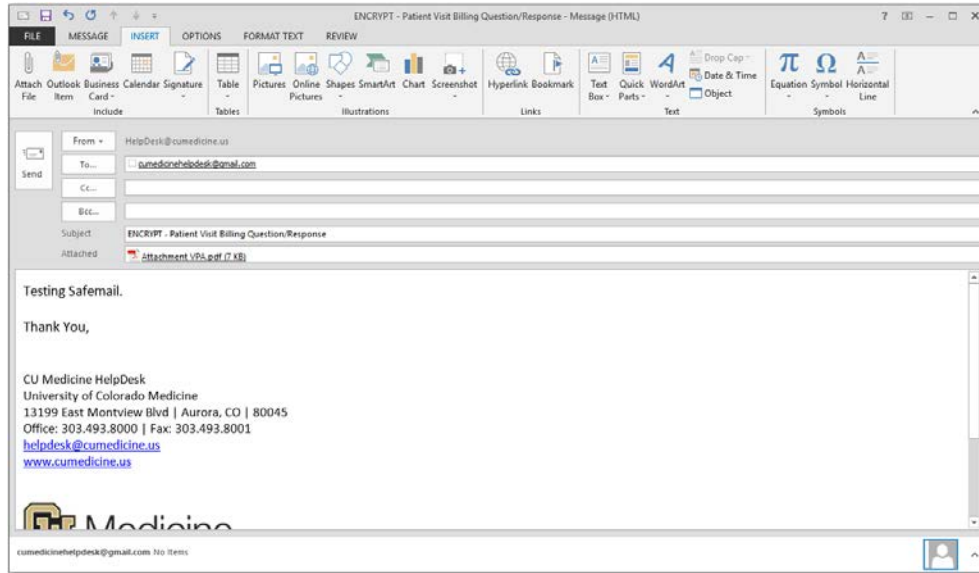 ENCRYPT - Patient Visit Billing Question/Response - Message (HTML)
FILE MESSAGE INSERT OPTIONS FORMAT TEXT REVIEW
Attach File
Outlook Item
Business Card
Calendar
Signature
Table
Pictures
Online Pictures
Shapes
SmartArt
Chart
Screenshot
Hyperlink
Bookmark
Text Box
Quick Parts
WordArt
Drop Cap
Date & Time
Object
Equation
Symbol
Horizontal Line
Include Tables Illustrations Links Text Symbols
Send
From HelpDesk@cumedicine.us
To... cumedicinehelpdesk@gmail.com
Cc...
Bcc...
Subject ENCRYPT - Patient Visit Billing Question/Response
Attached Attachment VPA.pdf (7 KB)
Testing Safemail.
Thank You,
CU Medicine HelpDesk
University of Colorado Medicine
13199 East Montview Blvd | Aurora, CO | 80045
Office: 303.493.8000 | Fax: 303.493.8001
helpdesk@cumedicine.us
www.cumedicine.us
CU Medicine
cumedicinehelpdesk@gmail.com No Items